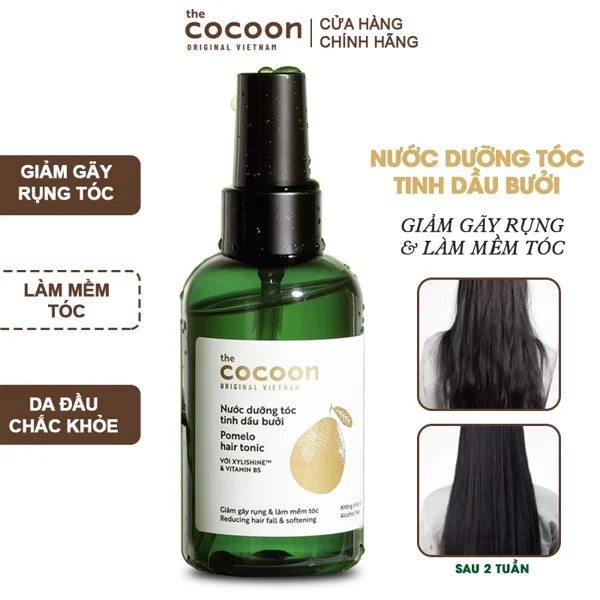 the
cocoon
ORIGINAL VIETNAM
CỬA HÀNG
CHÍNH HÃNG
GIẢM GÃY
RỤNG TÓC
LÀM MỀM
TÓC
DA ĐẦU
CHẮC KHỎE
NƯỚC DƯỠNG TÓC
TINH DẦU BƯỞI
GIẢM GÃY RỤNG
& LÀM MỀM TÓC
the
cocoon
ORIGINAL VIETNAM
Nước dưỡng tóc
tinh dầu bưởi
Pomelo
hair tonic
VỚI XYLISHINE™
& VITAMIN B5
Giảm gãy rụng & làm mềm tóc
Reducing hair fall & softening
Không
Alcohol
SAU 2 TUẦN